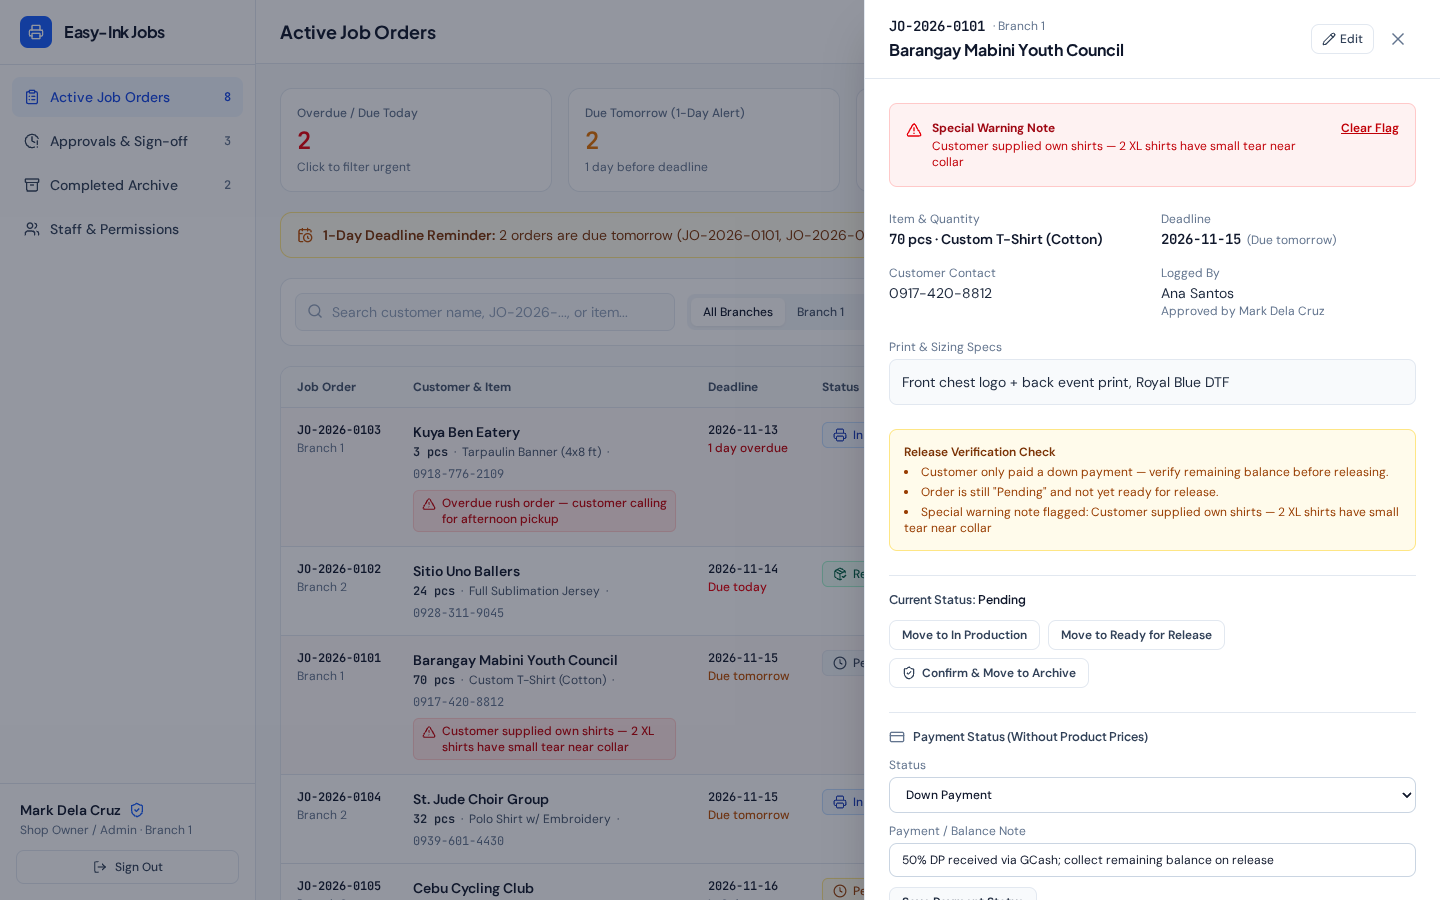 Easy-Ink Jobs
Active Job Orders 8
Approvals & Sign-off 3
Completed Archive 2
Staff & Permissions
Mark Dela Cruz
Shop Owner / Admin · Branch 1
Sign Out
Active Job Orders
Overdue / Due Today
2
Click to filter urgent
Due Tomorrow (1-Day Alert)
2
1 day before deadline
1-Day Deadline Reminder: 2 orders are due tomorrow (JO-2026-0101, JO-2026-0
Search customer name, JO-2026-..., or item...
All Branches
Branch 1
Job Order
Customer & Item
Deadline
Status
JO-2026-0103
Branch 1
Kuya Ben Eatery
3 pcs · Tarpaulin Banner (4x8 ft) ·
0918-776-2109
Overdue rush order — customer calling
for afternoon pickup
2026-11-13
1 day overdue
In
JO-2026-0102
Branch 2
Sitio Uno Ballers
24 pcs · Full Sublimation Jersey ·
0928-311-9045
2026-11-14
Due today
Re
JO-2026-0101
Branch 1
Barangay Mabini Youth Council
70 pcs · Custom T-Shirt (Cotton) ·
0917-420-8812
Customer supplied own shirts — 2 XL
shirts have small tear near collar
2026-11-15
Due tomorrow
Pe
JO-2026-0104
Branch 2
St. Jude Choir Group
32 pcs · Polo Shirt w/ Embroidery ·
0939-601-4430
2026-11-15
Due tomorrow
In
JO-2026-0105
Cebu Cycling Club
2026-11-16
Pe
JO-2026-0101 · Branch 1
Barangay Mabini Youth Council
Edit
Special Warning Note
Customer supplied own shirts — 2 XL shirts have small tear near
collar
Clear Flag
Item & Quantity
70 pcs · Custom T-Shirt (Cotton)
Deadline
2026-11-15 (Due tomorrow)
Customer Contact
0917-420-8812
Logged By
Ana Santos
Approved by Mark Dela Cruz
Print & Sizing Specs
Front chest logo + back event print, Royal Blue DTF
Release Verification Check
• Customer only paid a down payment — verify remaining balance before releasing.
• Order is still "Pending" and not yet ready for release.
• Special warning note flagged: Customer supplied own shirts — 2 XL shirts have small
tear near collar
Current Status: Pending
Move to In Production
Move to Ready for Release
Confirm & Move to Archive
Payment Status (Without Product Prices)
Status
Down Payment
Payment / Balance Note
50% DP received via GCash; collect remaining balance on release